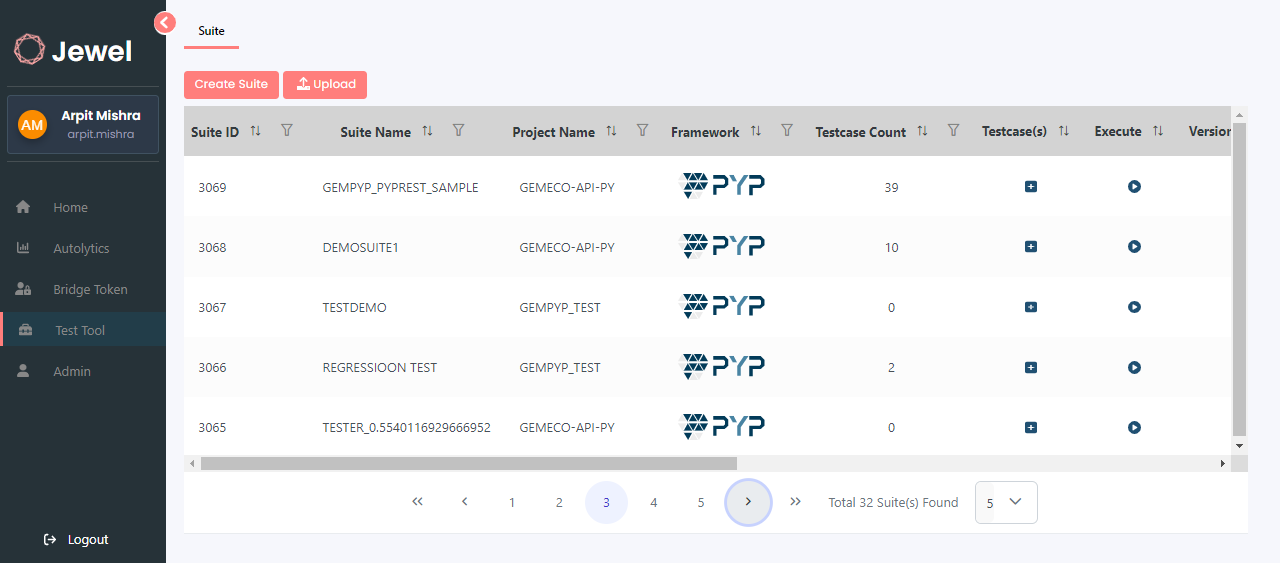 Suite
Jewel
Create Suite Upload
AM Arpit Mishra
arpit.mishra
Suite ID Suite Name Project Name Framework Testcase Count Testcase(s) Execute Version
3069 GEMPYP_PYPREST_SAMPLE GEMECO-API-PY PYP 39
3068 DEMOSUITE1 GEMECO-API-PY PYP 10
3067 TESTDEMO GEMPYP_TEST PYP 0
3066 REGRESSIOON TEST GEMPYP_TEST PYP 2
3065 TESTER_0.5540116929666952 GEMECO-API-PY PYP 0
Home
Autolytics
Bridge Token
Test Tool
Admin
1 2 3 4 5 Total 32 Suite(s) Found 5
Logout